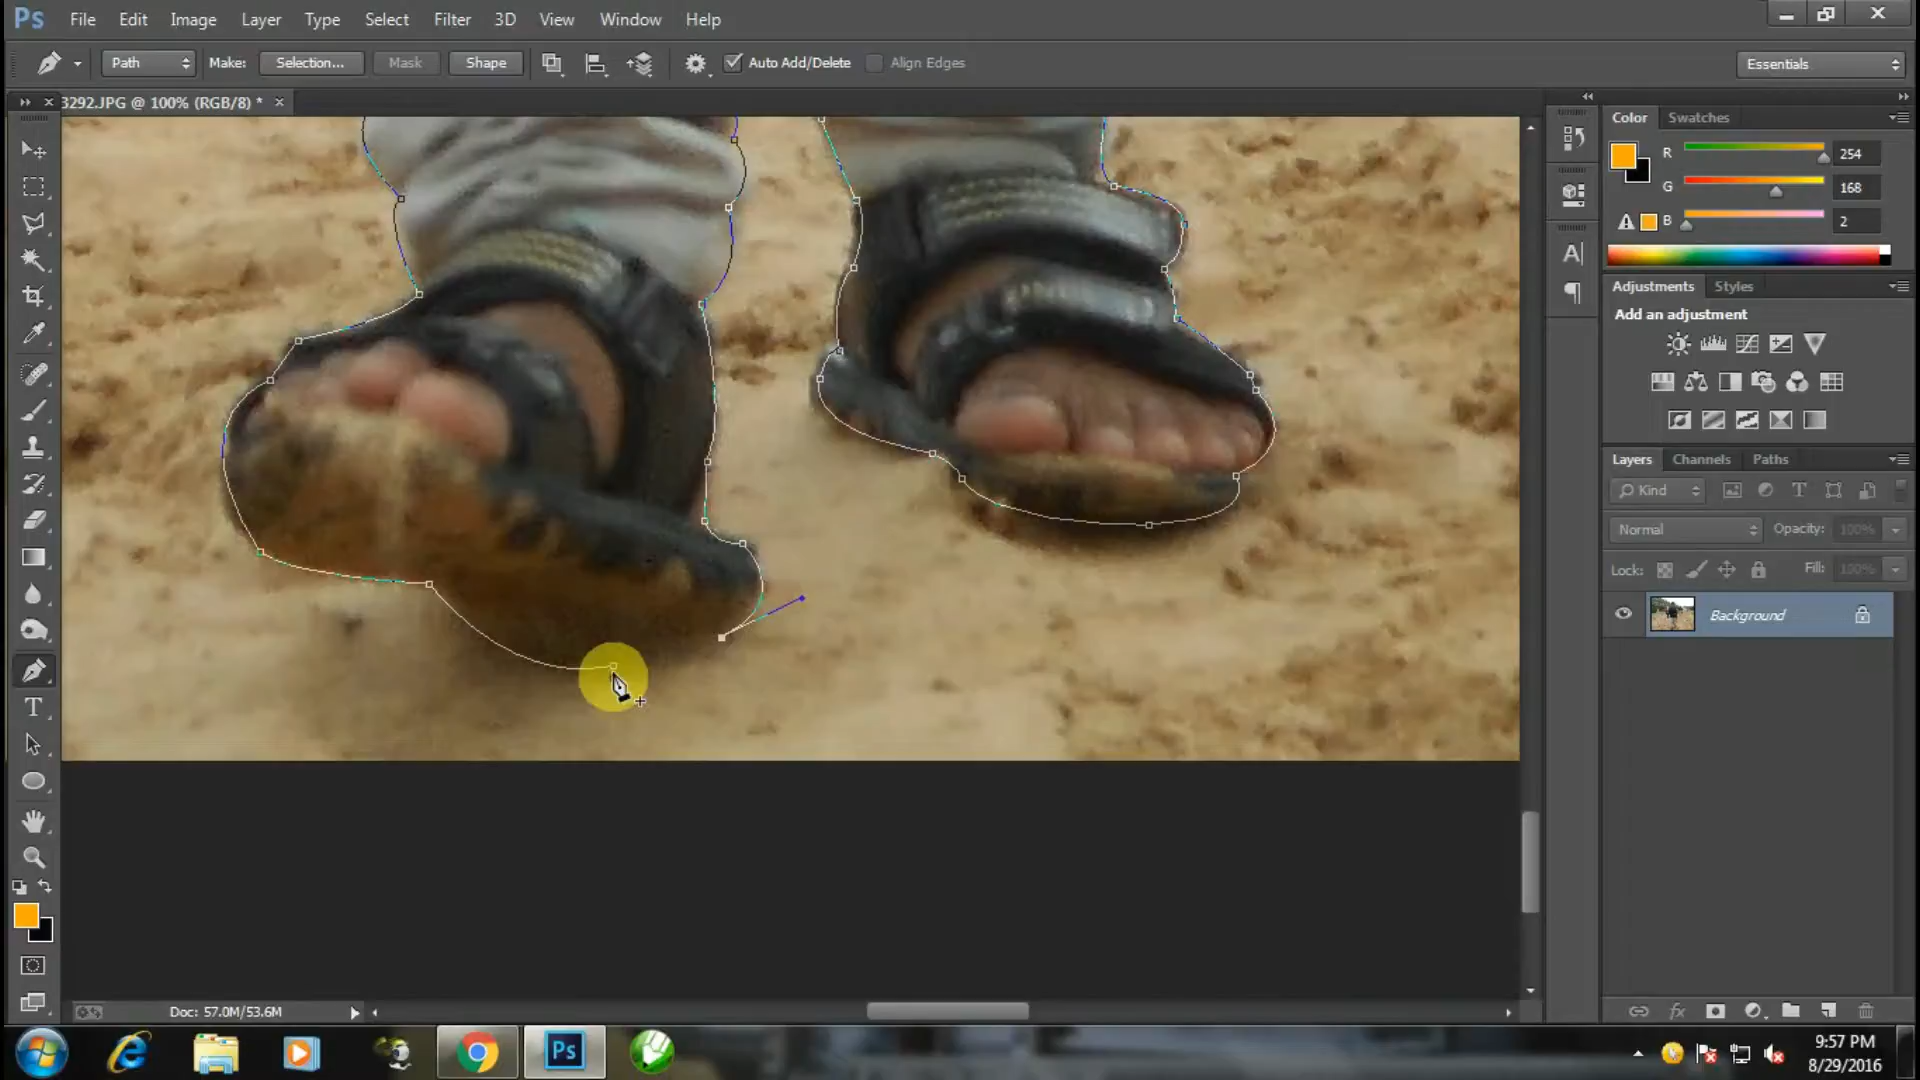 Ps File Edit Image Layer Type Select Filter 3D View Window Help
Path Make: Selection... Mask Shape Auto Add/Delete Align Edges Essentials
3292.JPG @ 100% (RGB/8) *
Color Swatches
R 254
G 168
B 2
Adjustments Styles
Add an adjustment
Layers Channels Paths
Kind
Normal Opacity: 100%
Lock: Fill: 100%
Background
Doc: 57.0M/53.6M
Ps
9:57 PM
8/29/2016